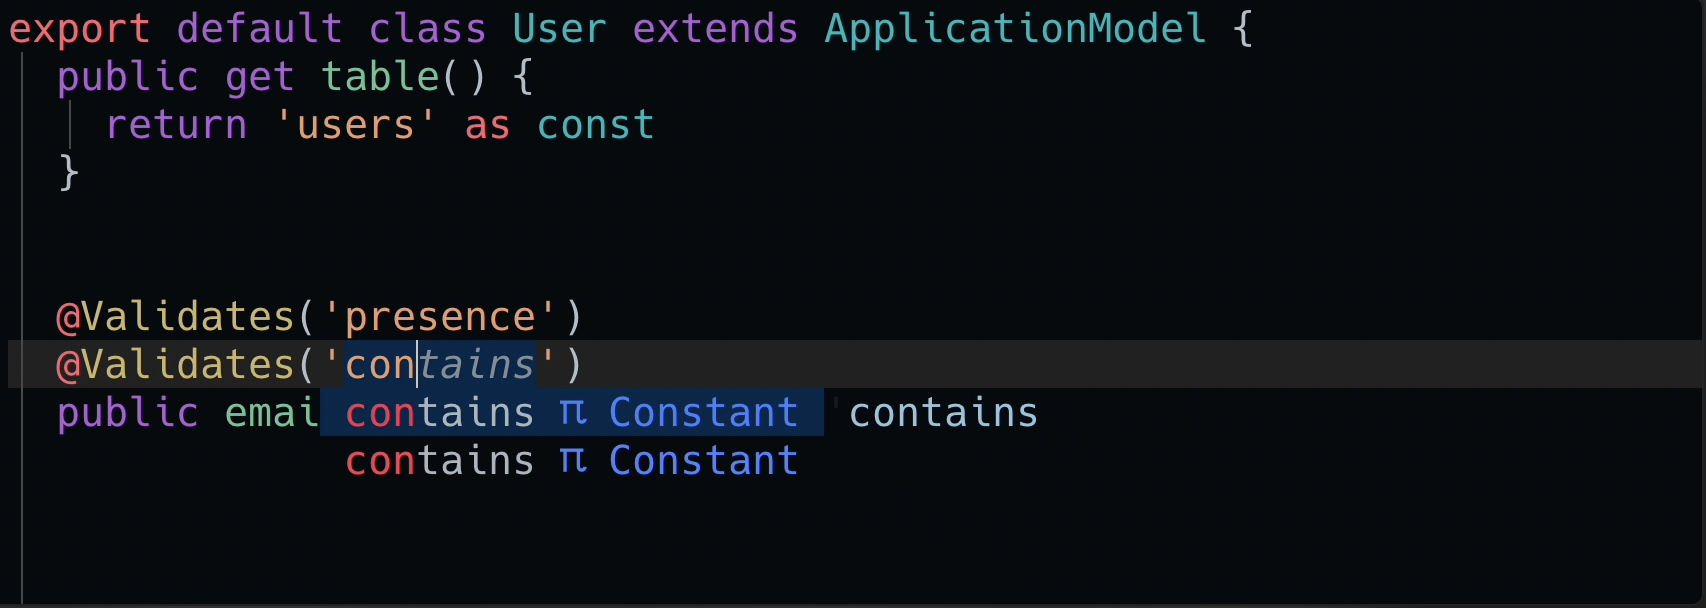 export default class User extends ApplicationModel {
public get table() {
return 'users' as const
}
@Validates('presence')
@Validates('contains')
public emai contains π Constant 'contains
contains π Constant